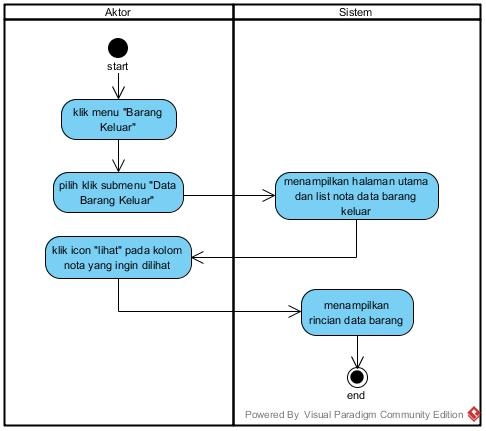 Aktor
Sistem
start
klik menu "Barang
Keluar"
pilih klik submenu "Data
Barang Keluar"
menampilkan halaman utama
dan list nota data barang
keluar
klik icon "lihat" pada kolom
nota yang ingin dilihat
menampilkan
rincian data barang
end
Powered By Visual Paradigm Community Edition